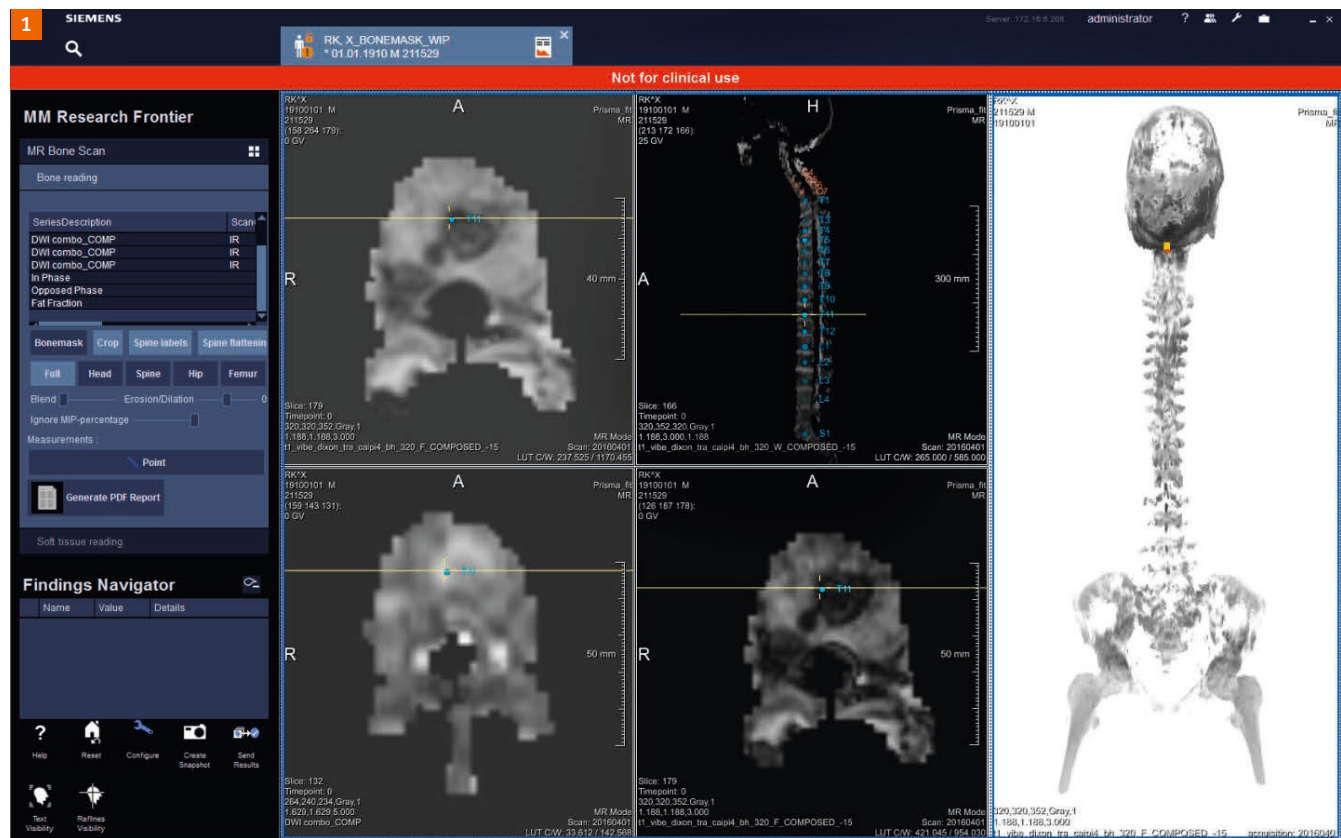 1
SIEMENS
Server: 172.16.6.208
administrator
?
RK, X_BONEMASK_WIP
* 01.01.1910 M 211529
Not for clinical use
MM Research Frontier
MR Bone Scan
Bone reading
SeriesDescription Scan
DWI combo_COMP IR
DWI combo_COMP IR
DWI combo_COMP IR
In Phase
Opposed Phase
Fat Fraction
Bonemask Crop Spine labels Spine flattenin
Full Head Spine Hip Femur
Blend Erosion/Dilation 0
Ignore MIP-percentage
Measurements :
Point
Generate PDF Report
Soft tissue reading
Findings Navigator
Name Value Details
?
Help Reset Configure Create Snapshot Send Results
Text Visibility Reflines Visibility
RK^X
19100101 M
211529
(158 264 179):
0 GV
A
Prisma_fit
MR
T11
R
40 mm
Slice: 179
Timepoint: 0
320,320,352,Gray,1
1.188,1.188,3.000
t1_vibe_dixon_tra_caipi4_bh_320_F_COMPOSED_-15
MR Mode
Scan: 20160401
LUT C/W: 237.525 / 1170.455
RK^X
19100101 M
211529
(213 172 166):
25 GV
H
Prisma_fit
MR
T1
T3
T4
T5
T6
T7
T8
T9
T10
T11
T12
L1
L2
L3
L4
S1
A
300 mm
Slice: 166
Timepoint: 0
320,352,320,Gray,1
1.188,3.000,1.188
t1_vibe_dixon_tra_caipi4_bh_320_W_COMPOSED_-15
MR Mode
Scan: 20160401
LUT C/W: 265.000 / 585.000
RK^X
19100101 M
211529
(159 143 131):
0 GV
A
Prisma_fit
MR
R
50 mm
Slice: 132
Timepoint: 0
264,240,234,Gray,1
1.629,1.629,5.000
DWI combo_COMP
MR Mode
Scan: 20160401
LUT C/W: 33.612 / 142.568
RK^X
19100101 M
211529
(126 187 178):
0 GV
A
Prisma_fit
MR
T11
R
50 mm
Slice: 179
Timepoint: 0
320,320,352,Gray,1
1.188,1.188,3.000
t1_vibe_dixon_tra_caipi4_bh_320_F_COMPOSED_-15
MR Mode
Scan: 20160401
LUT C/W: 421.045 / 954.030
RK^X
211529 M
19100101
Prisma_fit
MR
320,320,352,Gray,1
1.188,1.188,3.000
t1_vibe_dixon_tra_caipi4_bh_320_F_COMPOSED_-15